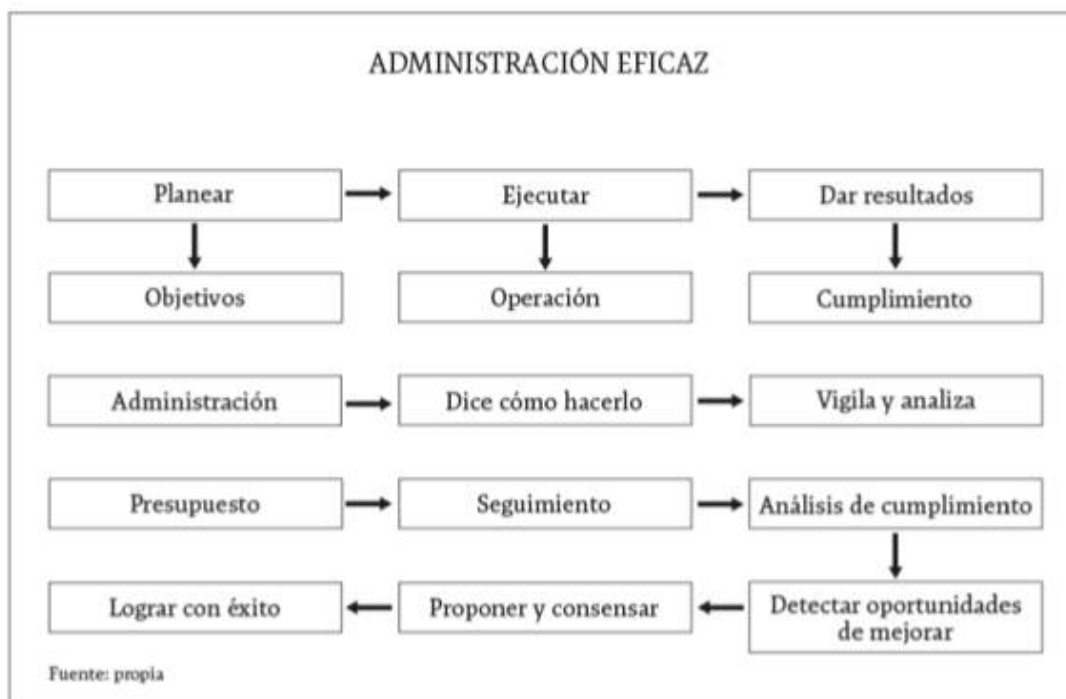 ADMINISTRACIÓN EFICAZ
Planear
Ejecutar
Dar resultados
Objetivos
Operación
Cumplimiento
Administración
Dice cómo hacerlo
Vigila y analiza
Presupuesto
Seguimiento
Análisis de cumplimiento
Lograr con éxito
Proponer y consensar
Detectar oportunidades
de mejorar
Fuente: propia